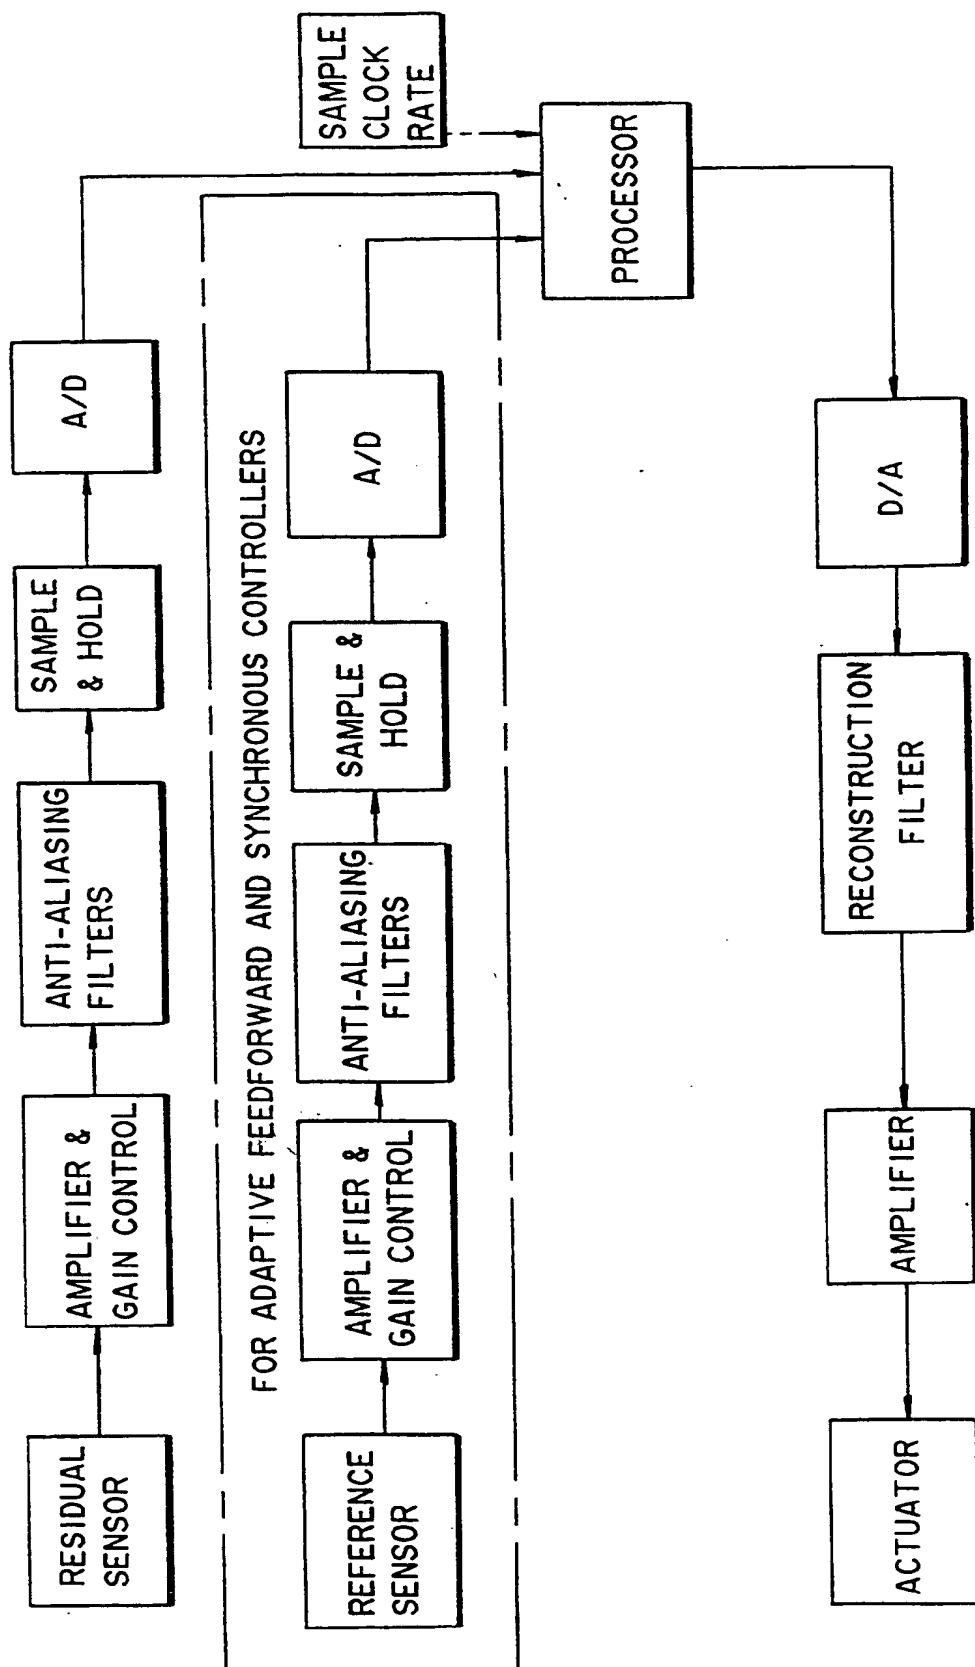 RESIDUAL
SENSOR
AMPLIFIER &
GAIN CONTROL
ANTI-ALIASING
FILTERS
SAMPLE
& HOLD
A/D
FOR ADAPTIVE FEEDFORWARD AND SYNCHRONOUS CONTROLLERS
REFERENCE
SENSOR
AMPLIFIER &
GAIN CONTROL
ANTI-ALIASING
FILTERS
SAMPLE &
HOLD
A/D
SAMPLE
CLOCK
RATE
PROCESSOR
ACTUATOR
AMPLIFIER
RECONSTRUCTION
FILTER
D/A